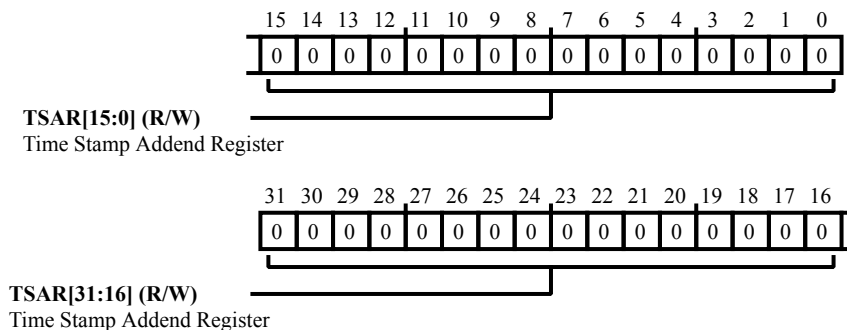 15 14 13 12 11 10 9 8 7 6 5 4 3 2 1 0
0 0 0 0 0 0 0 0 0 0 0 0 0 0 0 0
TSAR[15:0] (R/W)
Time Stamp Addend Register
31 30 29 28 27 26 25 24 23 22 21 20 19 18 17 16
0 0 0 0 0 0 0 0 0 0 0 0 0 0 0 0
TSAR[31:16] (R/W)
Time Stamp Addend Register